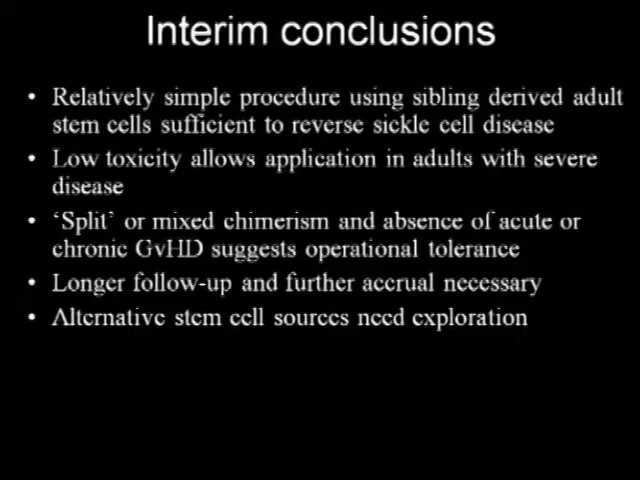 Interim conclusions
• Relatively simple procedure using sibling derived adult
stem cells sufficient to reverse sickle cell disease
• Low toxicity allows application in adults with severe
disease
• ‘Split’ or mixed chimerism and absence of acute or
chronic GvHD suggests operational tolerance
• Longer follow-up and further accrual necessary
• Alternative stem cell sources need exploration